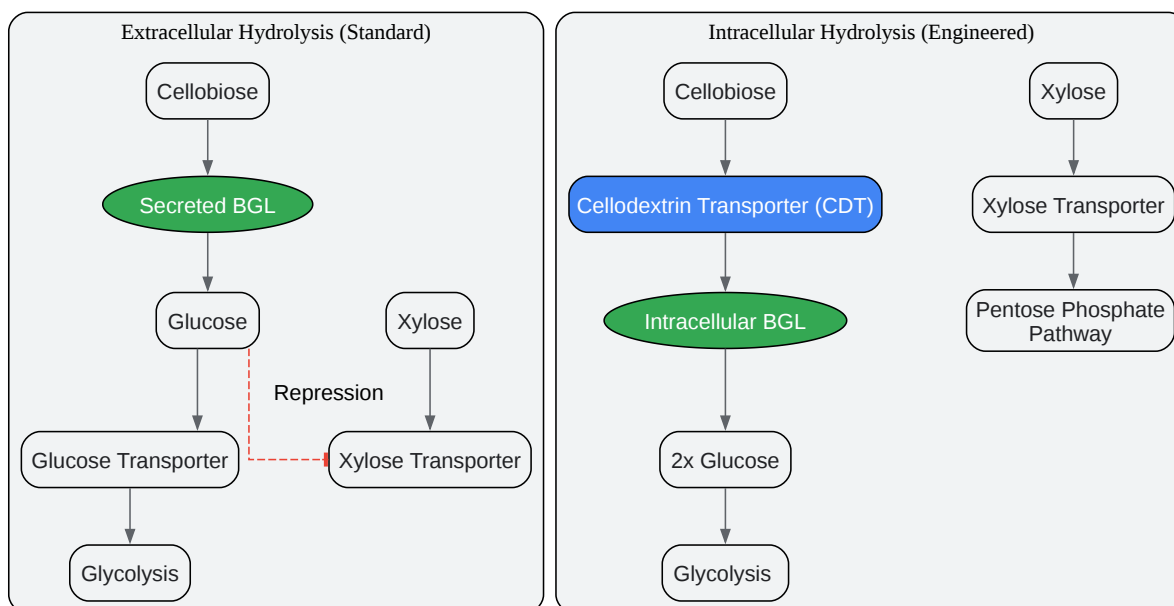 Extracellular Hydrolysis (Standard)
Cellobiose
Secreted BGL
Glucose
Xylose
Repression
Glucose Transporter
Xylose Transporter
Glycolysis
Intracellular Hydrolysis (Engineered)
Cellobiose
Xylose
Cellodextrin Transporter (CDT)
Xylose Transporter
Intracellular BGL
Pentose Phosphate
Pathway
2x Glucose
Glycolysis